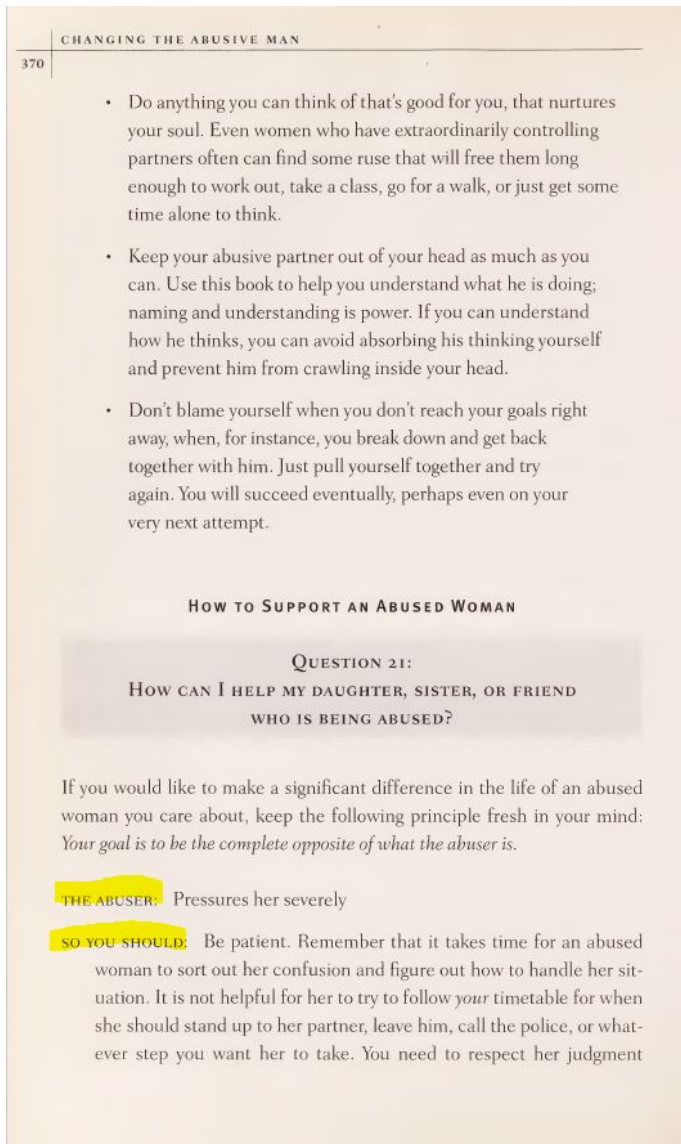 CHANGING THE ABUSIVE MAN
370
• Do anything you can think of that's good for you, that nurtures
your soul. Even women who have extraordinarily controlling
partners often can find some ruse that will free them long
enough to work out, take a class, go for a walk, or just get some
time alone to think.
• Keep your abusive partner out of your head as much as you
can. Use this book to help you understand what he is doing;
naming and understanding is power. If you can understand
how he thinks, you can avoid absorbing his thinking yourself
and prevent him from crawling inside your head.
• Don't blame yourself when you don't reach your goals right
away, when, for instance, you break down and get back
together with him. Just pull yourself together and try
again. You will succeed eventually, perhaps even on your
very next attempt.
HOW TO SUPPORT AN ABUSED WOMAN
QUESTION 21:
HOW CAN I HELP MY DAUGHTER, SISTER, OR FRIEND
WHO IS BEING ABUSED?
If you would like to make a significant difference in the life of an abused
woman you care about, keep the following principle fresh in your mind:
Your goal is to be the complete opposite of what the abuser is.
THE ABUSER: Pressures her severely
SO YOU SHOULD: Be patient. Remember that it takes time for an abused
woman to sort out her confusion and figure out how to handle her sit-
uation. It is not helpful for her to try to follow your timetable for when
she should stand up to her partner, leave him, call the police, or what-
ever step you want her to take. You need to respect her judgment